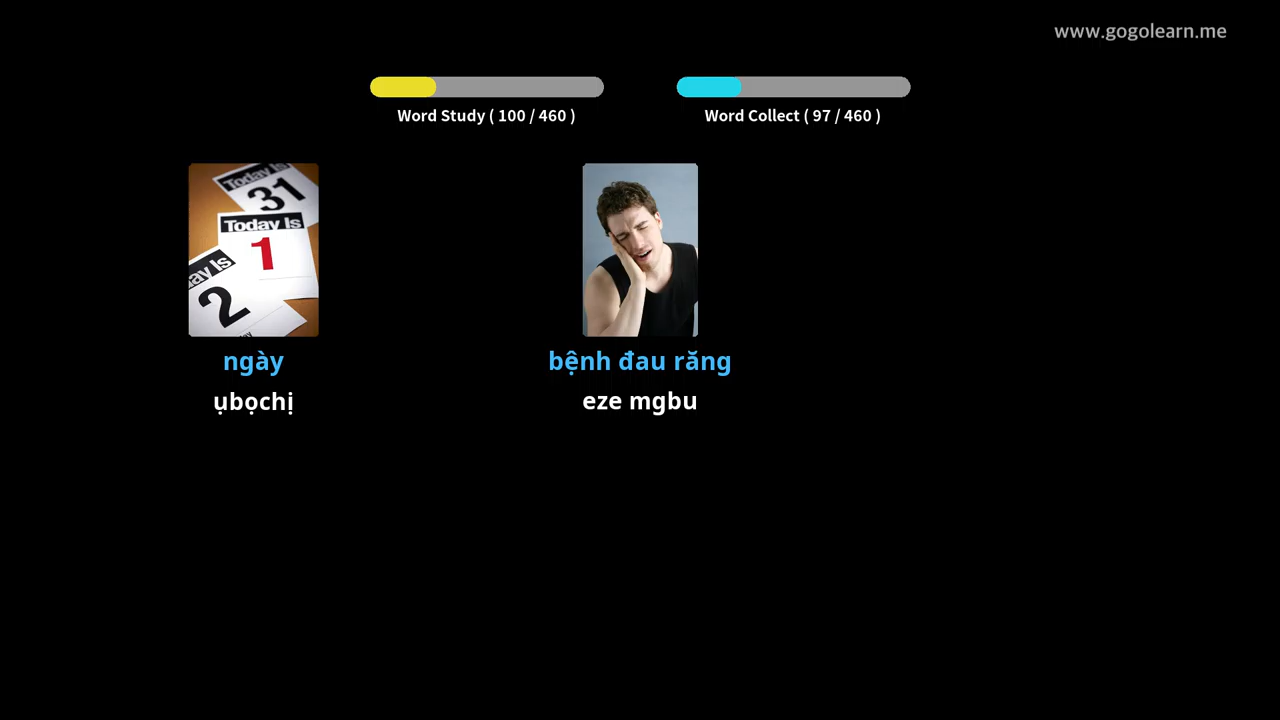 www.gogolearn.me
Word Study ( 100 / 460 )
Word Collect ( 97 / 460 )
Today Is
31
Today Is
1
ay Is
2
ngày
bệnh đau răng
ụbọchị
eze mgbu